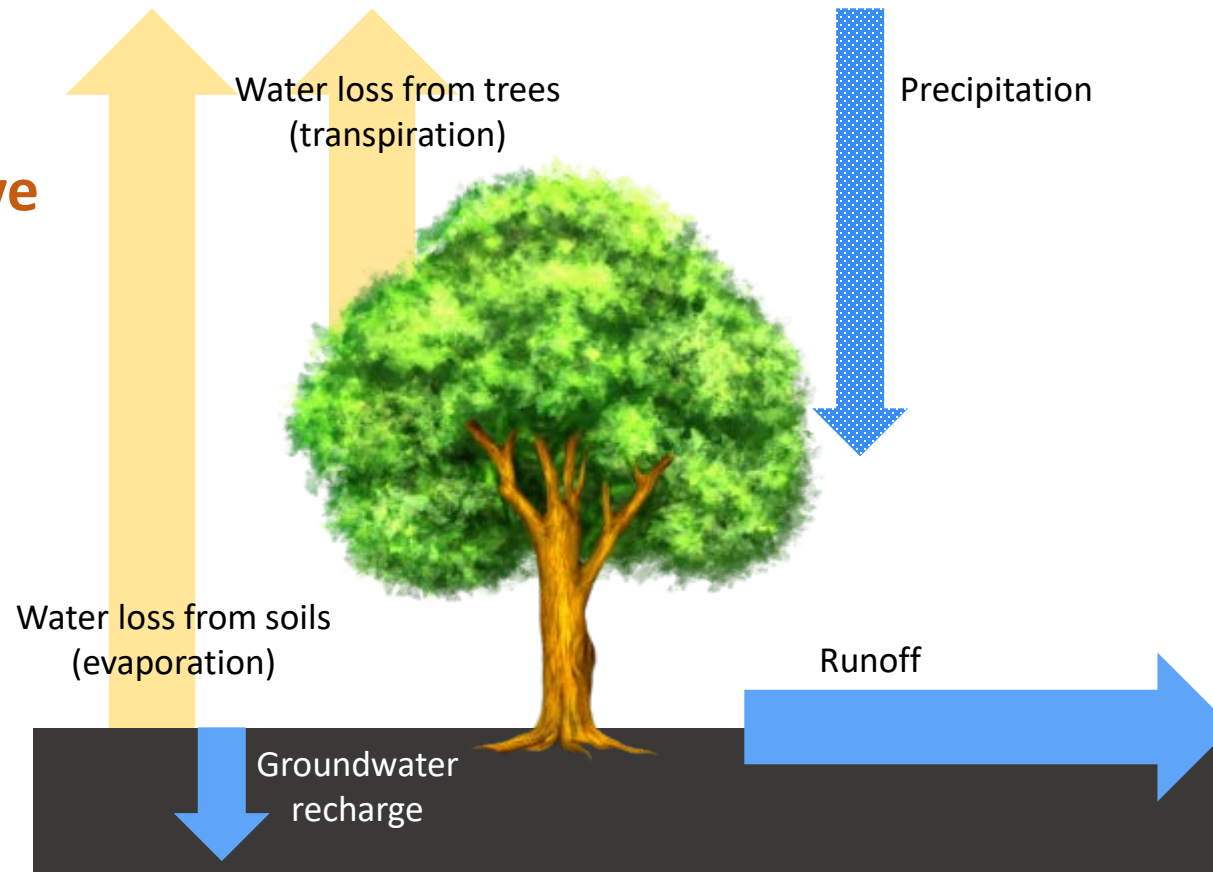 Water loss from trees
(transpiration)
Precipitation
Water loss from soils
(evaporation)
Runoff
Groundwater
recharge